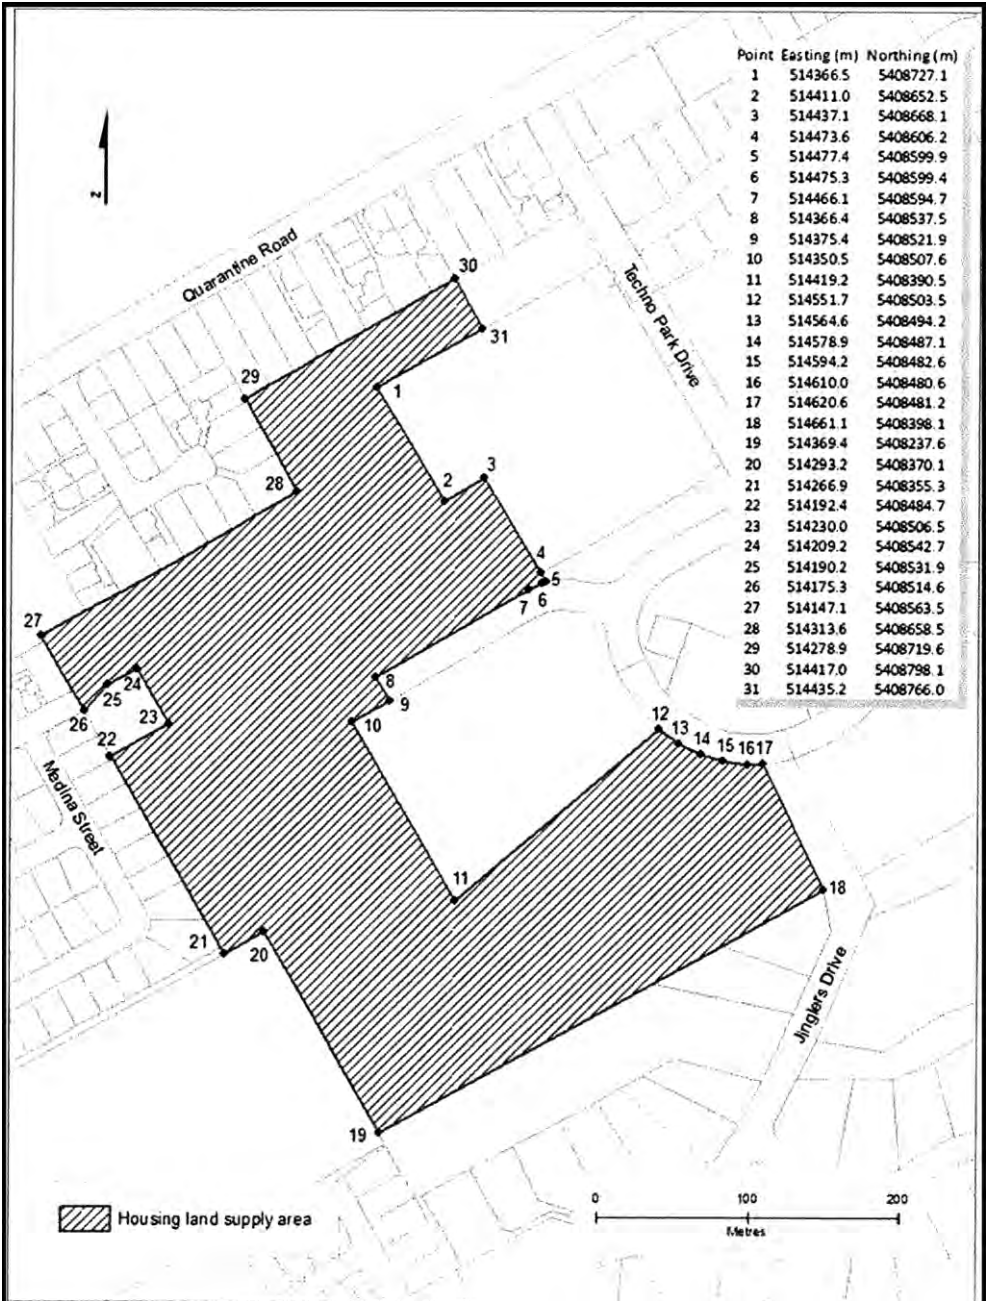 Point Easting (m) Northing (m)
1 514366.5 5408727.1
2 514411.0 5408652.5
3 514437.1 5408668.1
4 514473.6 5408606.2
5 514477.4 5408599.9
6 514475.3 5408599.4
7 514466.1 5408594.7
8 514366.4 5408537.5
9 514375.4 5408521.9
10 514350.5 5408507.6
11 514419.2 5408390.5
12 514551.7 5408503.5
13 514564.6 5408494.2
14 514578.9 5408487.1
15 514594.2 5408482.6
16 514610.0 5408480.6
17 514620.6 5408481.2
18 514661.1 5408398.1
19 514369.4 5408237.6
20 514293.2 5408370.1
21 514266.9 5408355.3
22 514192.4 5408484.7
23 514230.0 5408506.5
24 514209.2 5408542.7
25 514190.2 5408531.9
26 514175.3 5408514.6
27 514147.1 5408563.5
28 514313.6 5408658.5
29 514278.9 5408719.6
30 514417.0 5408798.1
31 514435.2 5408766.0
N
Quarantine Road
Techno Park Drive
30
31
29
1
28
2
3
4
5
6
7
27
8
24
25
9
26
23
10
22
12
13
14
15
16
17
Medina Street
11
18
21
20
Jinglers Drive
19
Housing land supply area
0 100 200
Metres